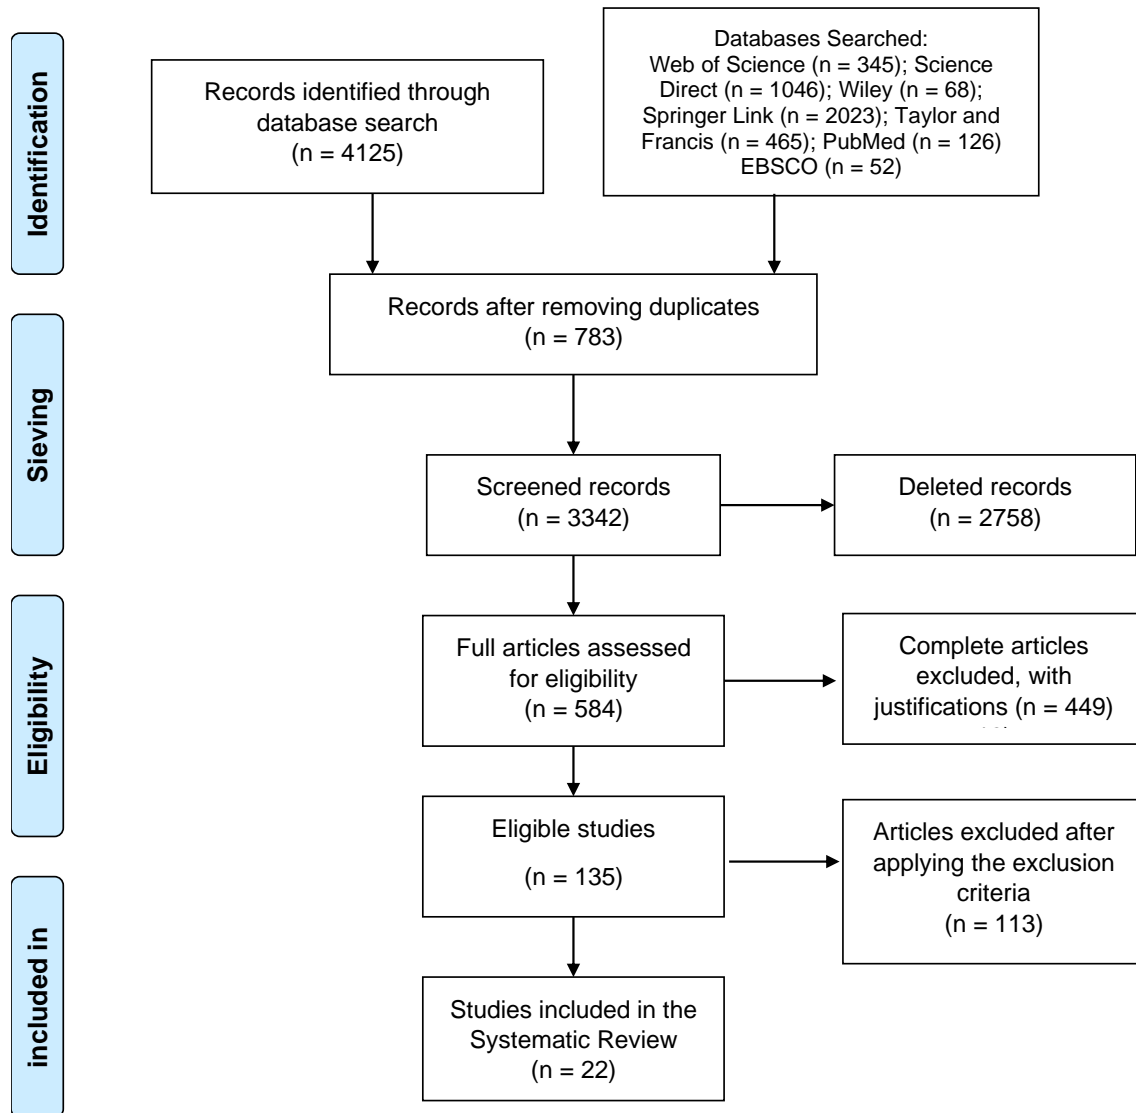 Identification
Records identified through
database search
(n = 4125)
Databases Searched:
Web of Science (n = 345); Science
Direct (n = 1046); Wiley (n = 68);
Springer Link (n = 2023); Taylor and
Francis (n = 465); PubMed (n = 126)
EBSCO (n = 52)
Records after removing duplicates
(n = 783)
Sieving
Screened records
(n = 3342)
Deleted records
(n = 2758)
Eligibility
Full articles assessed
for eligibility
(n = 584)
Complete articles
excluded, with
justifications (n = 449)
Eligible studies
(n = 135)
Articles excluded after
applying the exclusion
criteria
(n = 113)
included in
Studies included in the
Systematic Review
(n = 22)